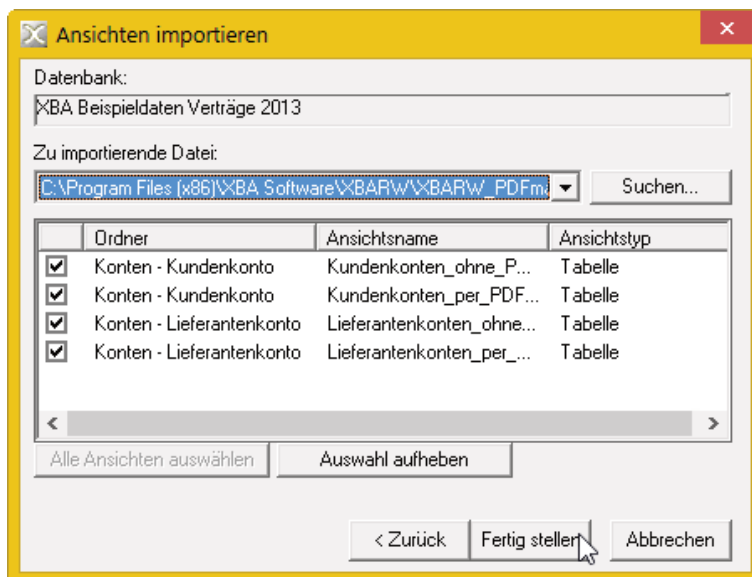 Ansichten importieren
Datenbank:
XBA Beispieldaten Verträge 2013
Zu importierende Datei:
C:\Program Files (x86)\XBA Software\XBARW\XBARW_PDFm
Suchen...
Ordner Ansichtsname Ansichtstyp
Konten - Kundenkonto Kundenkonten_ohne_P... Tabelle
Konten - Kundenkonto Kundenkonten_per_PDF... Tabelle
Konten - Lieferantenkonto Lieferantenkonten_ohne... Tabelle
Konten - Lieferantenkonto Lieferantenkonten_per_... Tabelle
Alle Ansichten auswählen Auswahl aufheben
< Zurück Fertig stellen Abbrechen